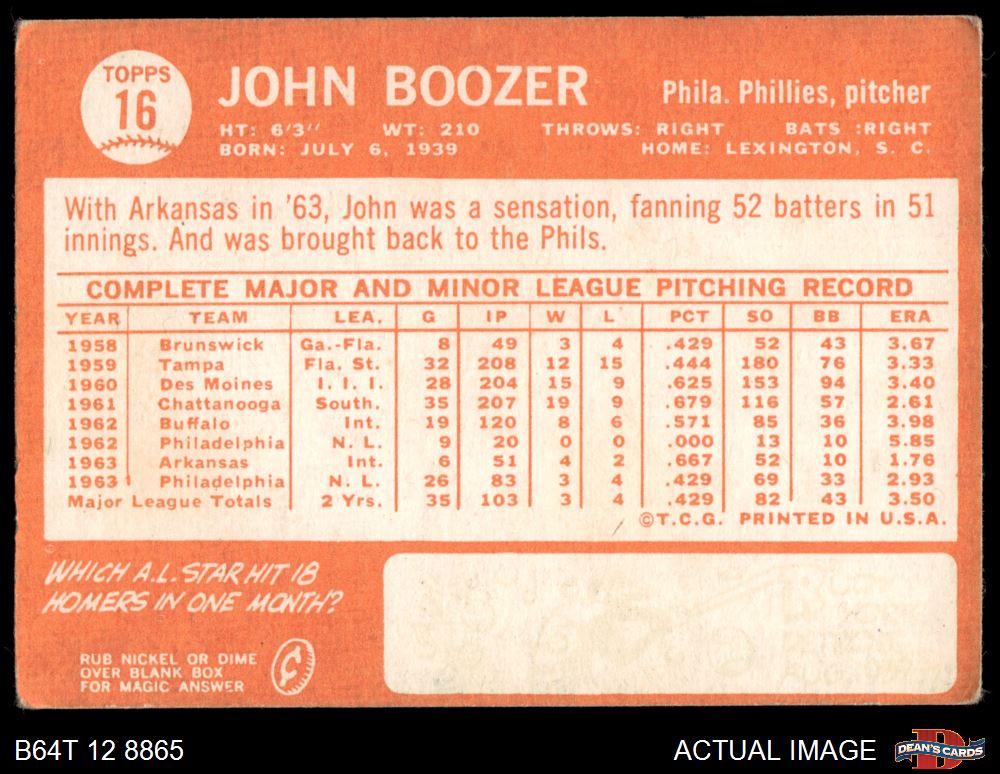 TOPPS
16
JOHN BOOZER
Phila. Phillies, pitcher
HT: 6'3" WT: 210 THROWS: RIGHT BATS :RIGHT
BORN: JULY 6, 1939 HOME: LEXINGTON, S. C.
With Arkansas in '63, John was a sensation, fanning 52 batters in 51
innings. And was brought back to the Phils.
COMPLETE MAJOR AND MINOR LEAGUE PITCHING RECORD
YEAR TEAM LEA. G IP W L PCT SO BB ERA
1958 Brunswick Ga.-Fla. 8 49 3 4 .429 52 43 3.67
1959 Tampa Fla. St. 32 208 12 15 .444 180 76 3.33
1960 Des Moines I. I. I. 28 204 15 9 .625 153 94 3.40
1961 Chattanooga South. 35 207 19 9 .679 116 57 2.61
1962 Buffalo Int. 19 120 8 6 .571 85 36 3.98
1962 Philadelphia N. L. 9 20 0 0 .000 13 10 5.85
1963 Arkansas Int. 6 51 4 2 .667 52 10 1.76
1963 Philadelphia N. L. 26 83 3 4 .429 69 33 2.93
Major League Totals 2 Yrs. 35 103 3 4 .429 82 43 3.50
©T.C.G. PRINTED IN U.S.A.
WHICH A.L. STAR HIT 18
HOMERS IN ONE MONTH?
RUB NICKEL OR DIME
OVER BLANK BOX
FOR MAGIC ANSWER
B64T 12 8865
ACTUAL IMAGE
DEAN'S CARDS